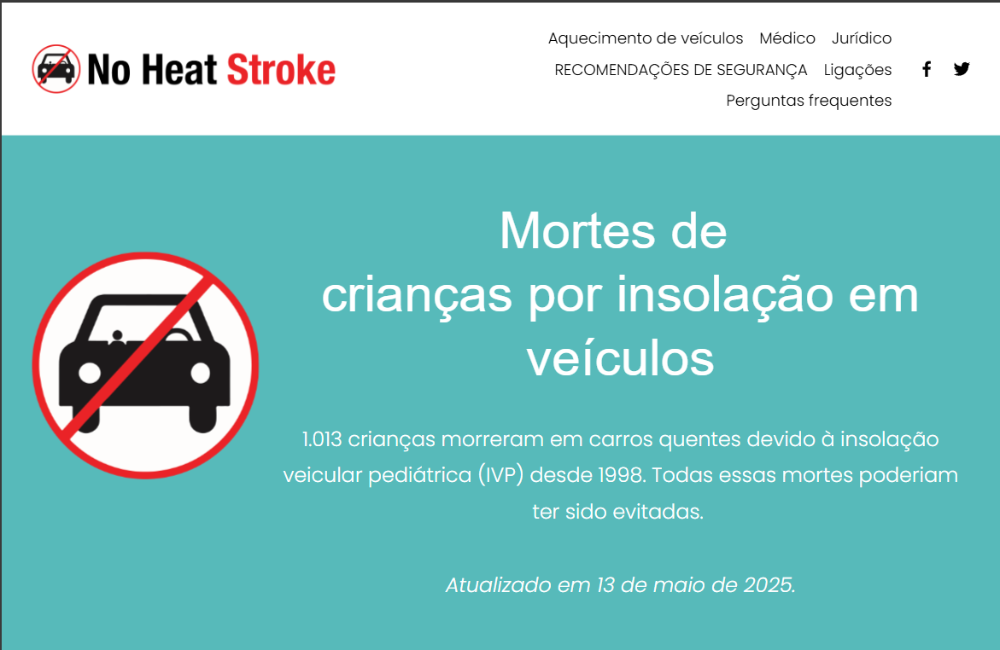 No Heat Stroke
Aquecimento de veículos Médico Jurídico
RECOMENDAÇÕES DE SEGURANÇA Ligações
Perguntas frequentes
Mortes de
crianças por insolação em
veículos
1.013 crianças morreram em carros quentes devido à insolação
veicular pediátrica (IVP) desde 1998. Todas essas mortes poderiam
ter sido evitadas.
Atualizado em 13 de maio de 2025.